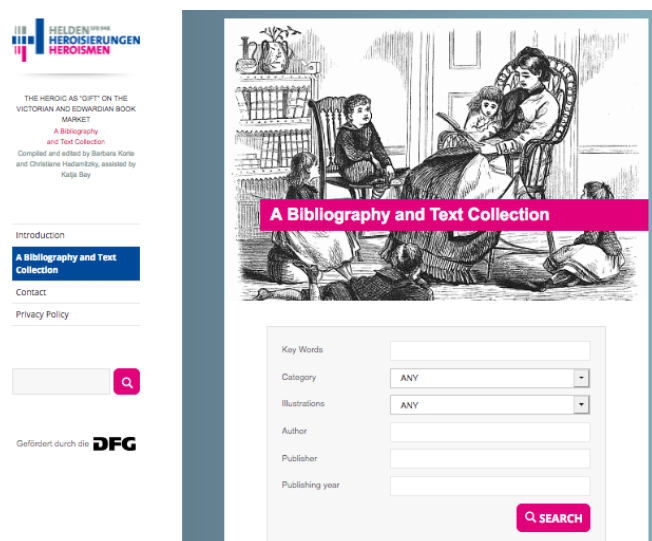 HELDEN
HEROISIERUNGEN
HEROISMEN
THE HEROIC AS "GIFT" ON THE
VICTORIAN AND EDWARDIAN BOOK
MARKET
A Bibliography
and Text Collection
Compiled and edited by Barbara Korte
and Christiane Hadamitzky, assisted by
Katja Bay
Introduction
A Bibliography and Text
Collection
Contact
Privacy Policy
Gefördert durch die DFG
A Bibliography and Text Collection
Key Words
Category ANY
Illustrations ANY
Author
Publisher
Publishing year
SEARCH